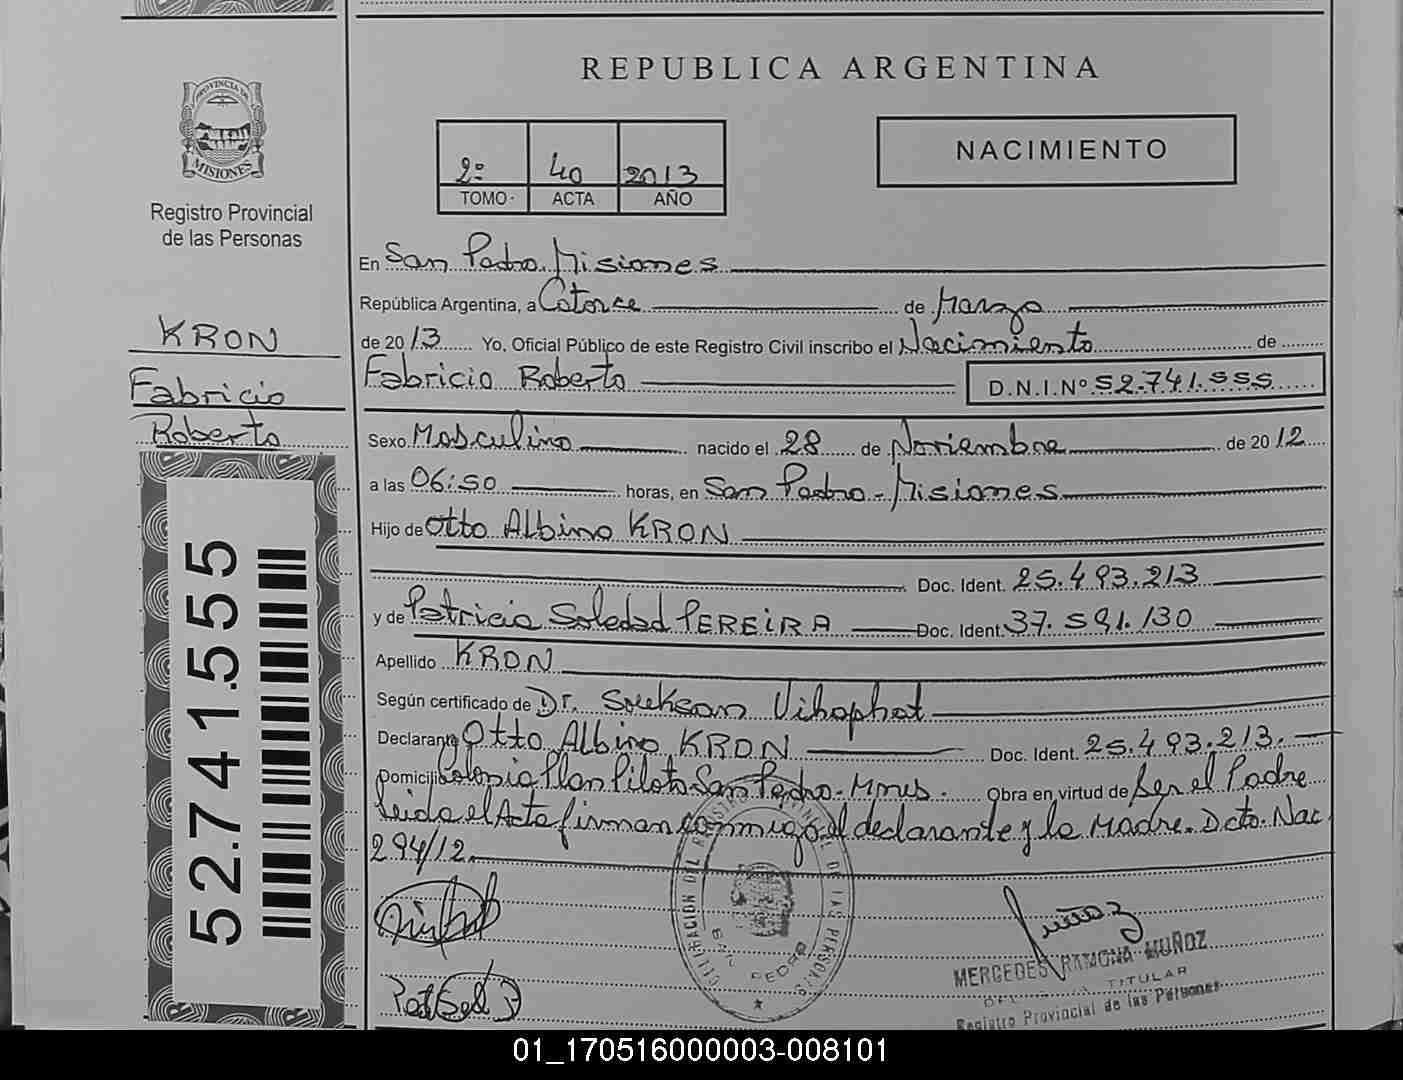 REPUBLICA ARGENTINA
PROVINCIA DE
MISIONES
Registro Provincial
de las Personas
2º 40 2013
TOMO ACTA AÑO
NACIMIENTO
En San Pedro. Misiones
República Argentina, a Catorce de Marzo
de 2013 Yo, Oficial Público de este Registro Civil inscribo el Nacimiento de
Fabricio Roberto D.N.I.Nº 52.741.555
KRON
Fabricio
Roberto
Sexo Masculino nacido el 28 de Noviembre de 2012
a las 06:50 horas, en San Pedro - Misiones
Hijo de Otto Albino KRON
Doc. Ident. 25.493.213
y de Patricia Soledad PEREiRA Doc. Ident. 37.591.130
Apellido KRON
Según certificado de Dr.
Declarante Otto Albino KRON Doc. Ident. 25.493.213.
Domicilio Colonia Plan Piloto San Pedro - Mnes. Obra en virtud de Ser el Padre
leida el Acta firman conmigo el declarante y la Madre. Dcto. Nac
294/12
52.741.555
SAN PEDRO
Muñoz
MERCEDES RAMONA MUÑOZ
TITULAR
Registro Provincial de las Personas
01_170516000003-008101